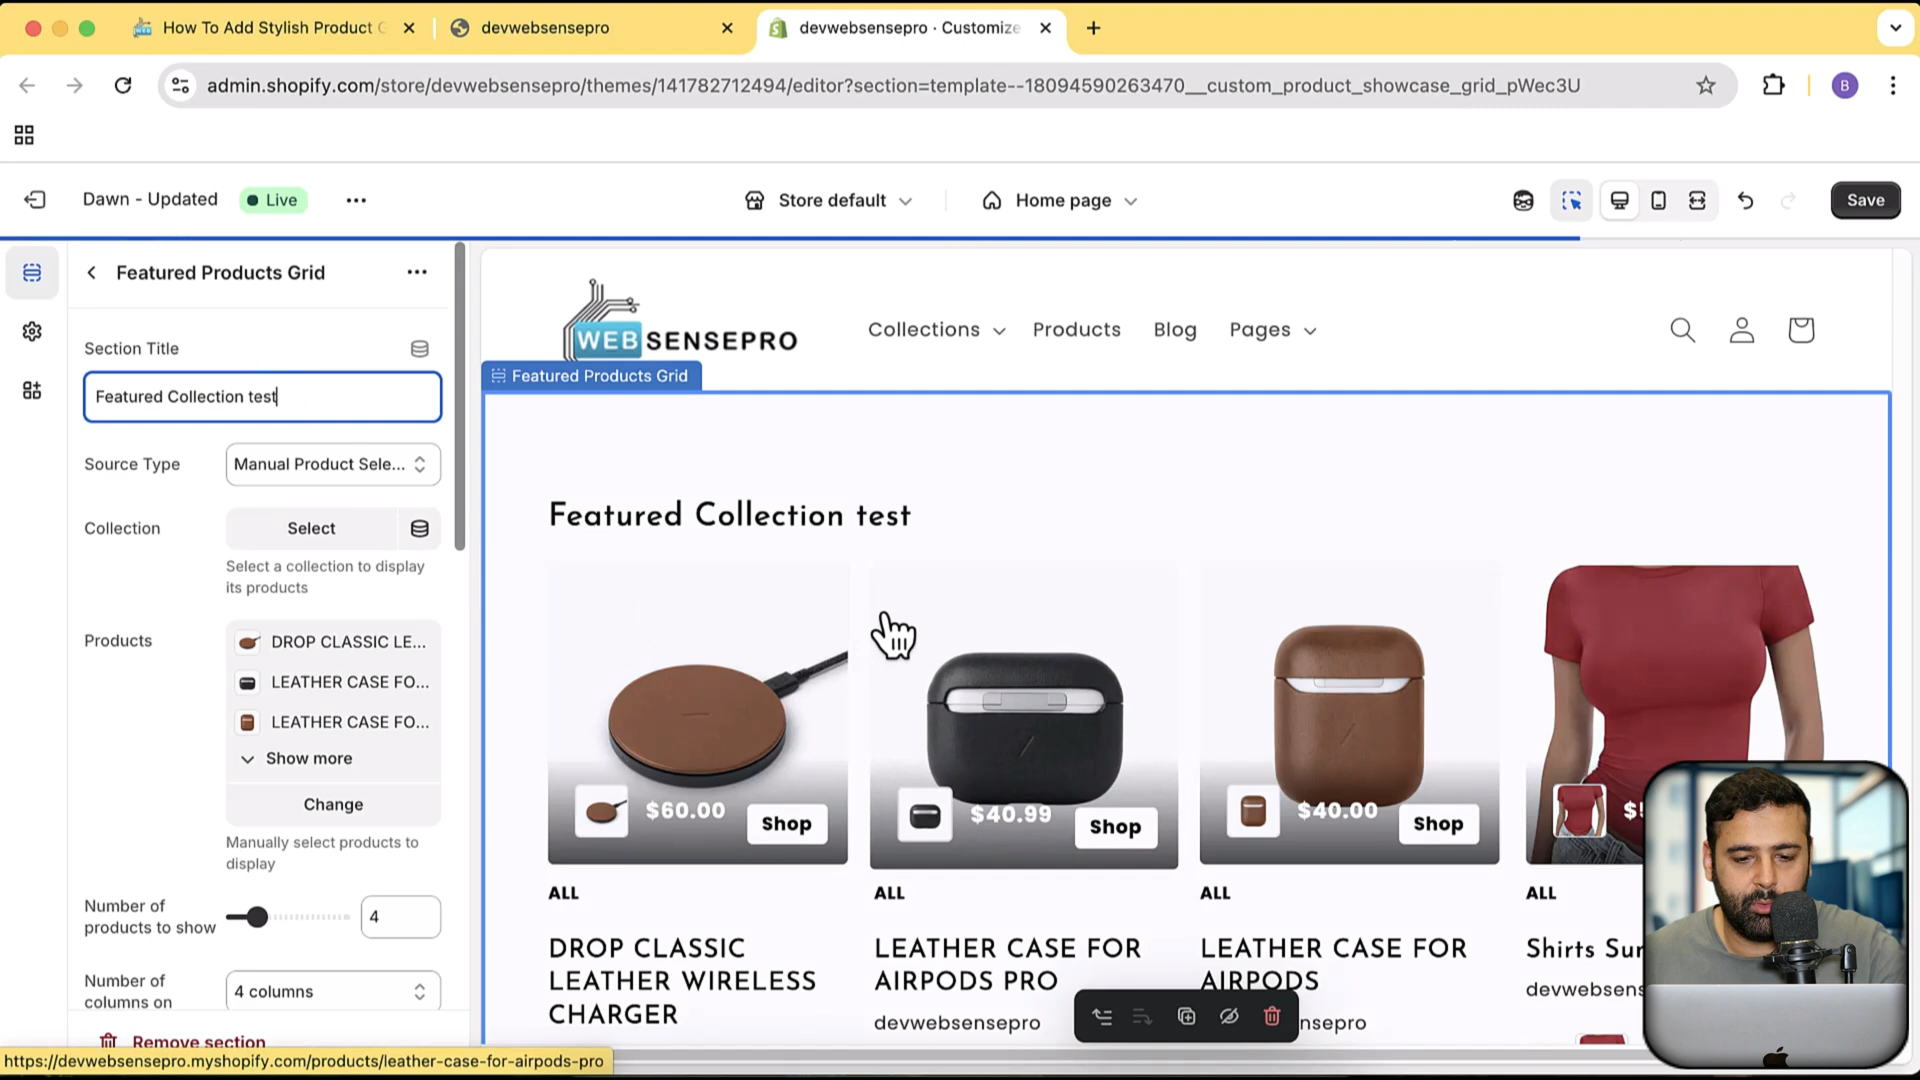 How To Add Stylish Product G
devwebsensepro
devwebsensepro · Customize
admin.shopify.com/store/devwebsensepro/themes/141782712494/editor?section=template--18094590263470__custom_product_showcase_grid_pWec3U
B
Dawn - Updated
Live
Store default
Home page
Save
Featured Products Grid
Section Title
Featured Collection test
Source Type
Manual Product Sele...
Collection
Select
Select a collection to display
its products
Products
DROP CLASSIC LE...
LEATHER CASE FO...
LEATHER CASE FO...
Show more
Change
Manually select products to
display
Number of
products to show
4
Number of
columns on
4 columns
Remove section
https://devwebsensepro.myshopify.com/products/leather-case-for-airpods-pro
WEBSENSEPRO
Collections
Products
Blog
Pages
Featured Products Grid
Featured Collection test
$60.00
Shop
$40.99
Shop
$40.00
Shop
ALL
ALL
ALL
ALL
DROP CLASSIC
LEATHER WIRELESS
CHARGER
LEATHER CASE FOR
AIRPODS PRO
devwebsensepro
LEATHER CASE FOR
AIRPODS
nsepro
Shirts Sur
devwebsens